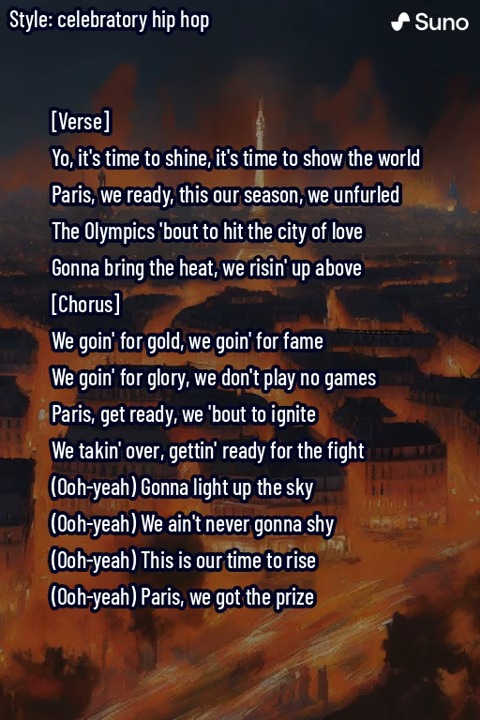 Style: celebratory hip hop
Suno
[Verse]
Yo, it's time to shine, it's time to show the world
Paris, we ready, this our season, we unfurled
The Olympics 'bout to hit the city of love
Gonna bring the heat, we risin' up above
[Chorus]
We goin' for gold, we goin' for fame
We goin' for glory, we don't play no games
Paris, get ready, we 'bout to ignite
We takin' over, gettin' ready for the fight
(Ooh-yeah) Gonna light up the sky
(Ooh-yeah) We ain't never gonna shy
(Ooh-yeah) This is our time to rise
(Ooh-yeah) Paris, we got the prize